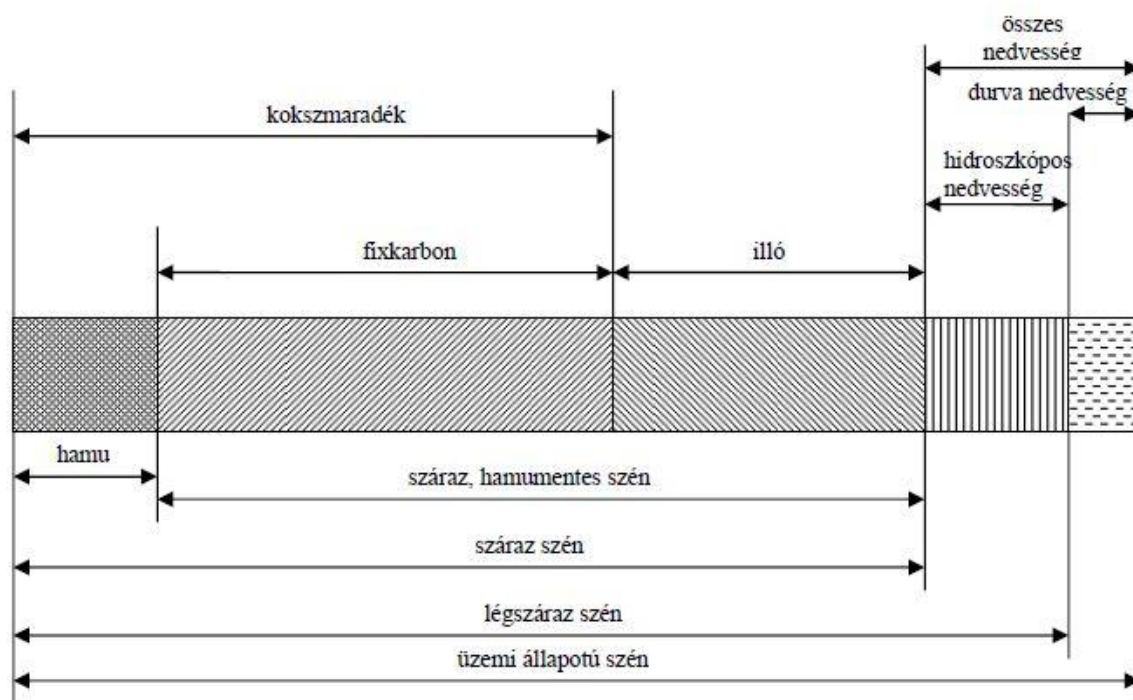 összes
nedvesség
durva nedvesség
kokszmaradék
hidroszkópos
nedvesség
fixkarbon
illó
hamu
száraz, hamumentes szén
száraz szén
légszáraz szén
üzemi állapotú szén